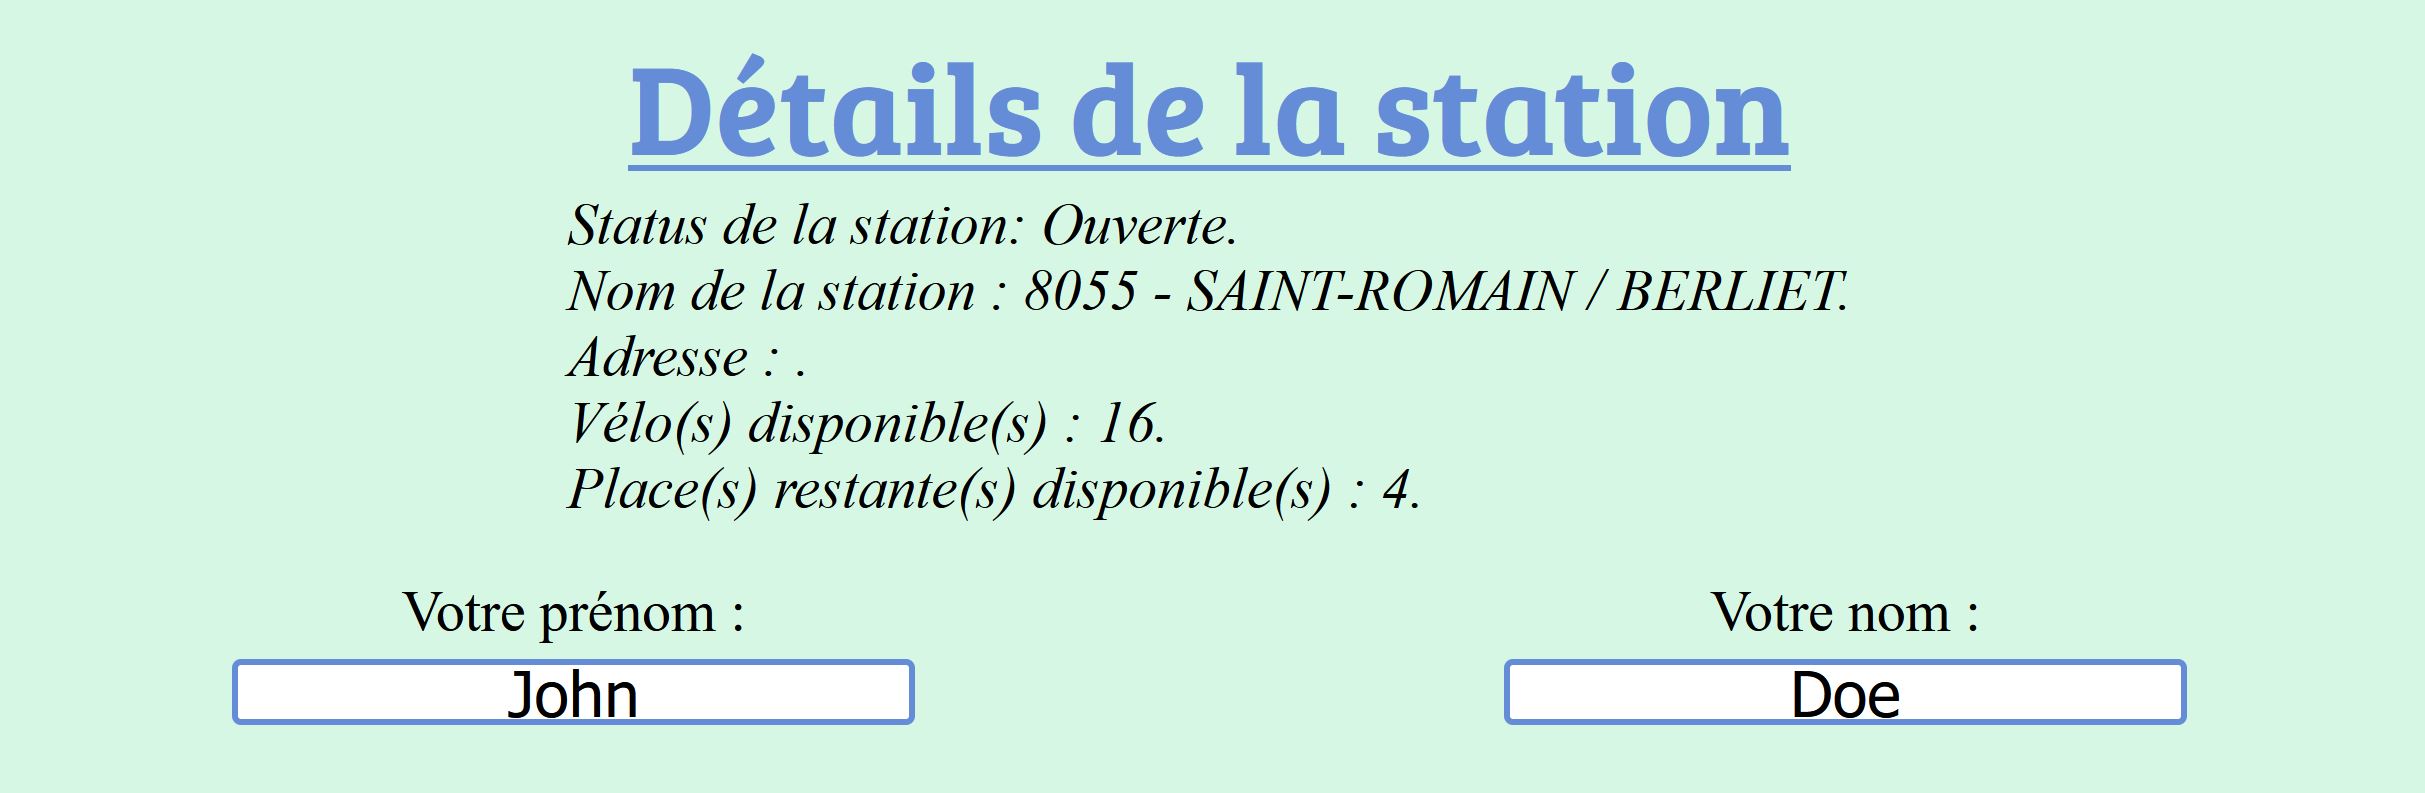 Détails de la station
Status de la station: Ouverte.
Nom de la station : 8055 - SAINT-ROMAIN / BERLIET.
Adresse : .
Vélo(s) disponible(s) : 16.
Place(s) restante(s) disponible(s) : 4.
Votre prénom :
John
Votre nom :
Doe